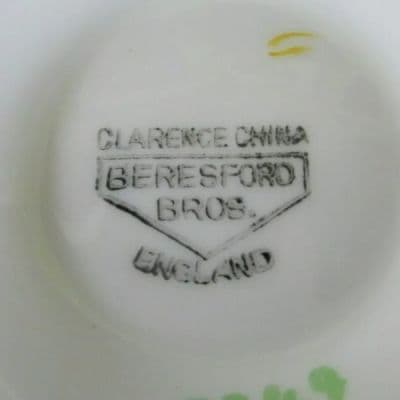 CLARENCE CHINA
BERESFORD
BROS.
ENGLAND